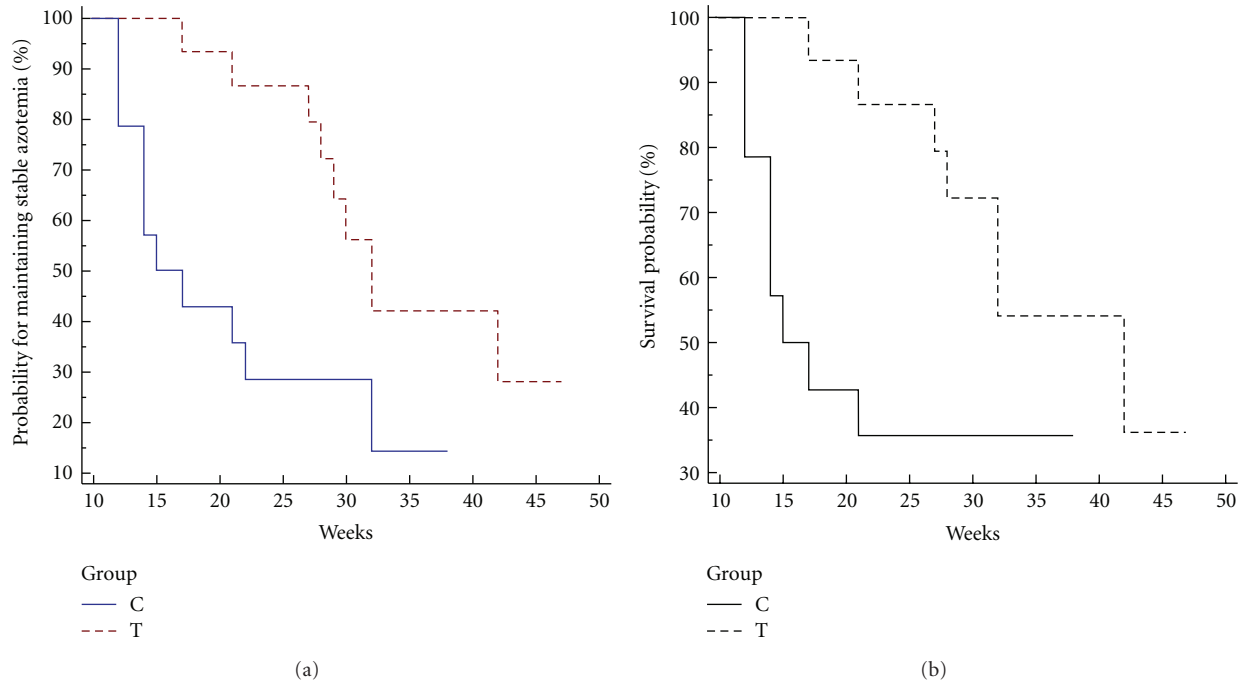 Probability for maintaining stable azotemia (%)
100
90
80
70
60
50
40
30
20
10
10 15 20 25 30 35 40 45 50
Weeks
Group
C
T
(a)
Survival probability (%)
100
90
80
70
60
50
40
30
10 15 20 25 30 35 40 45 50
Weeks
Group
C
T
(b)